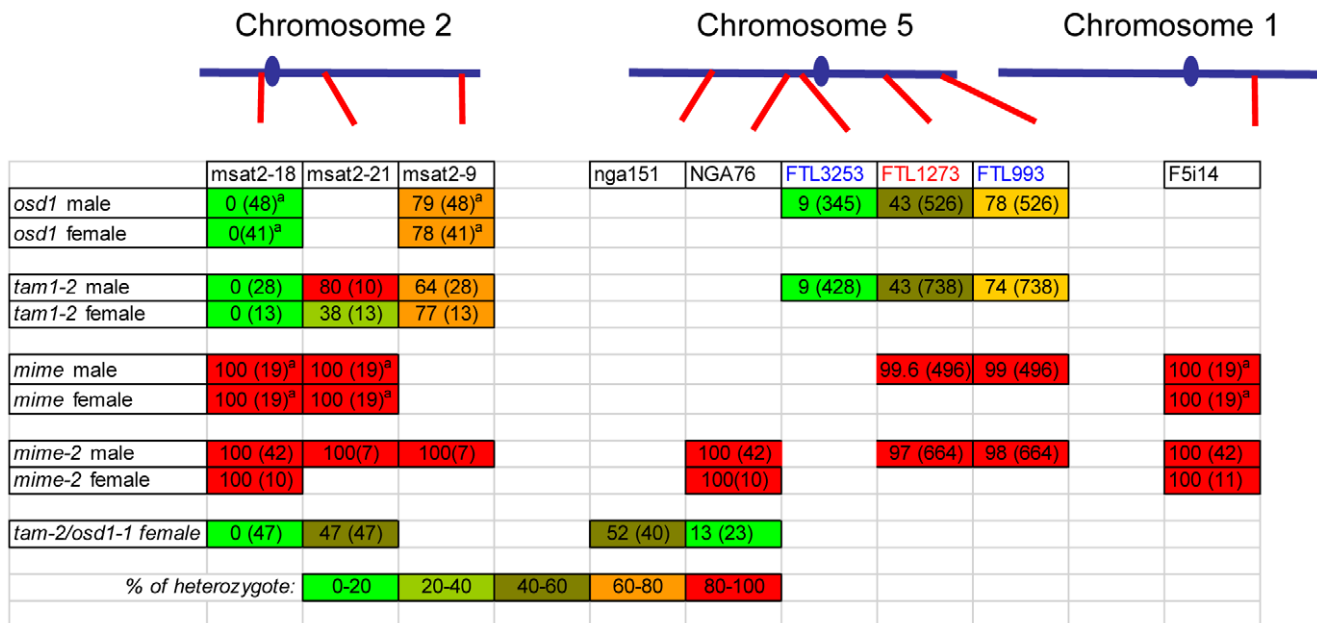 Chromosome 2 Chromosome 5 Chromosome 1
msat2-18 msat2-21 msat2-9 nga151 NGA76 FTL3253 FTL1273 FTL993 F5i14
osd1 male 0 (48)a 79 (48)a 9 (345) 43 (526) 78 (526)
osd1 female 0(41)a 78 (41)a
tam1-2 male 0 (28) 80 (10) 64 (28) 9 (428) 43 (738) 74 (738)
tam1-2 female 0 (13) 38 (13) 77 (13)
mime male 100 (19)a 100 (19)a 99.6 (496) 99 (496) 100 (19)a
mime female 100 (19)a 100 (19)a 100 (19)a
mime-2 male 100 (42) 100(7) 100(7) 100 (42) 97 (664) 98 (664) 100 (42)
mime-2 female 100 (10) 100(10) 100 (11)
tam-2/osd1-1 female 0 (47) 47 (47) 52 (40) 13 (23)
% of heterozygote: 0-20 20-40 40-60 60-80 80-100